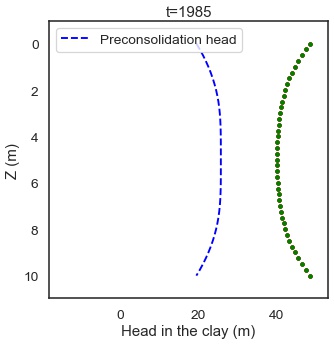 t=1985
Preconsolidation head
Z (m)
0
2
4
6
8
10
0
20
40
Head in the clay (m)